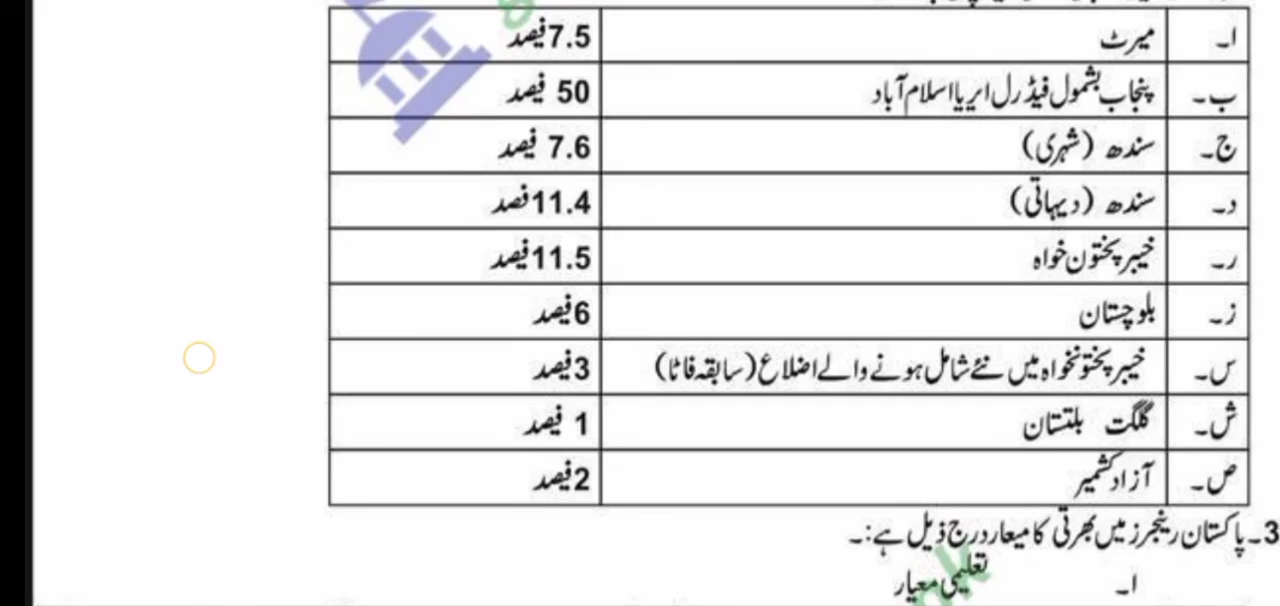 ا۔ میرٹ 7.5فیصد
ب۔ پنجاب بشمول فیڈرل ایریا اسلام آباد 50 فیصد
ج۔ سندھ (شہری) 7.6 فیصد
د۔ سندھ (دیہاتی) 11.4فصد
ر۔ خیبر پختون خواہ 11.5فیصد
ز۔ بلوچستان 6فیصد
س۔ خیبر پختونخواہ میں نئے شامل ہونے والے اضلاع (سابقہ فاٹا) 3فیصد
ش۔ گلگت بلتستان 1 فیصد
ص۔ آزاد کشمیر 2فیصد
3۔ پاکستان رینجرز میں بھرتی کا میعار درج ذیل ہے:۔
ا۔ تعلیمی معیار